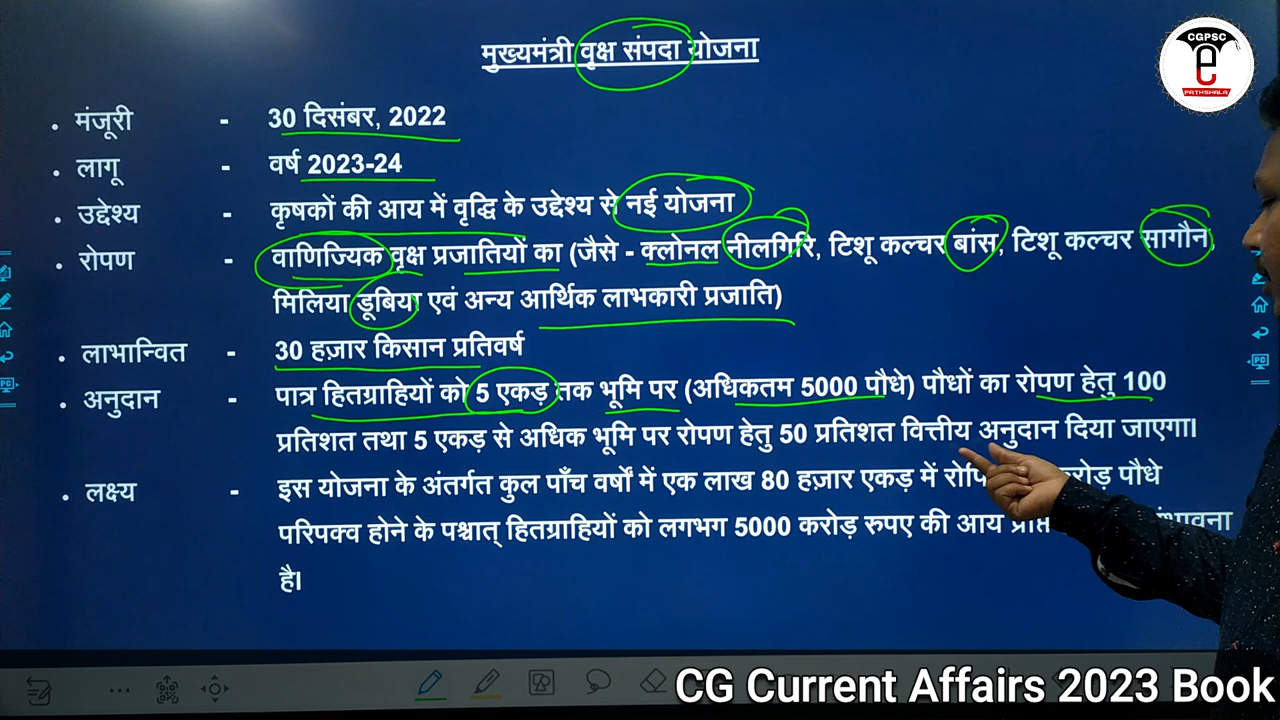 मुख्यमंत्री वृक्ष संपदा योजना
CGPSC
e
PATHSHALA
• मंजूरी - 30 दिसंबर, 2022
• लागू - वर्ष 2023-24
• उद्देश्य - कृषकों की आय में वृद्धि के उद्देश्य से नई योजना
• रोपण - वाणिज्यिक वृक्ष प्रजातियों का (जैसे - क्लोनल नीलगिरि, टिशू कल्चर बांस, टिशू कल्चर सागौन,
मिलिया डूबिया एवं अन्य आर्थिक लाभकारी प्रजाति)
• लाभान्वित - 30 हज़ार किसान प्रतिवर्ष
• अनुदान - पात्र हितग्राहियों को 5 एकड़ तक भूमि पर (अधिकतम 5000 पौधे) पौधों का रोपण हेतु 100
प्रतिशत तथा 5 एकड़ से अधिक भूमि पर रोपण हेतु 50 प्रतिशत वित्तीय अनुदान दिया जाएगा।
• लक्ष्य - इस योजना के अंतर्गत कुल पाँच वर्षों में एक लाख 80 हज़ार एकड़ में पौधे
परिपक्व होने के पश्चात् हितग्राहियों को लगभग 5000 करोड़ रुपए की आय
है।
CG Current Affairs 2023 Book